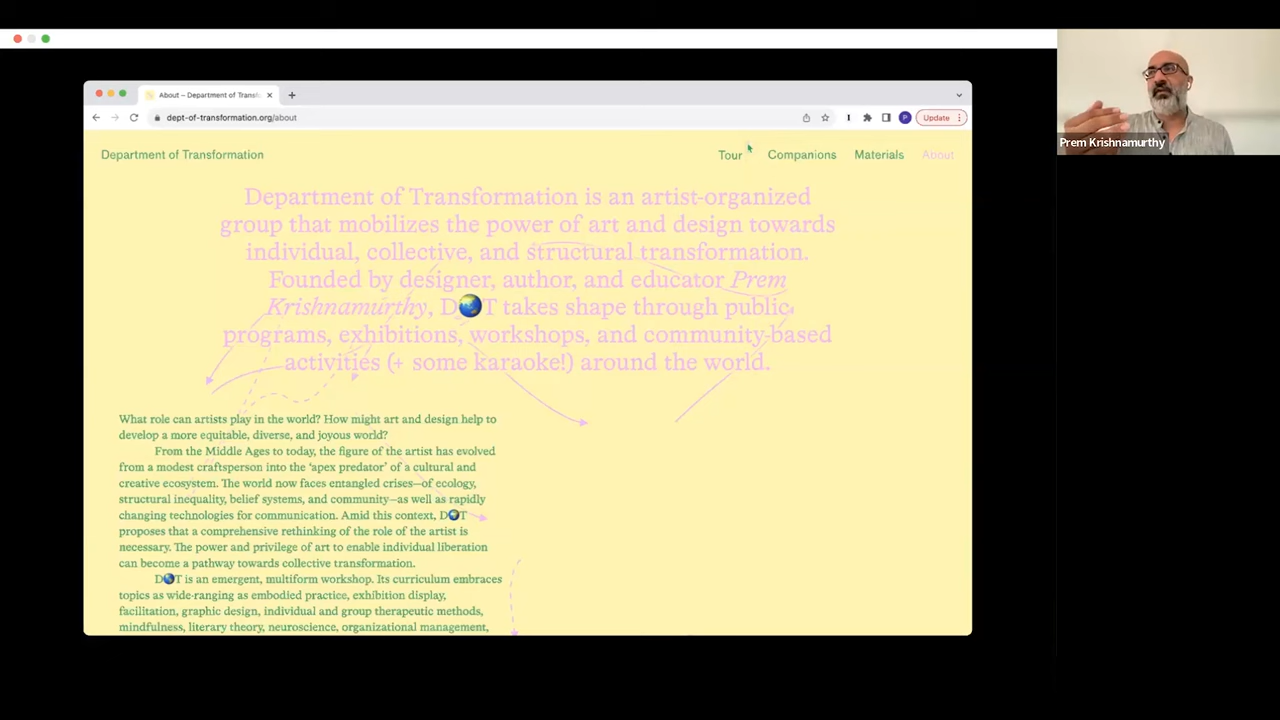 About – Department of Transf
dept-of-transformation.org/about
P
Update
Department of Transformation
Tour Companions Materials About
Department of Transformation is an artist-organized
group that mobilizes the power of art and design towards
individual, collective, and structural transformation.
Founded by designer, author, and educator Prem
Krishnamurthy, D🌏T takes shape through public
programs, exhibitions, workshops, and community-based
activities (+ some karaoke!) around the world.
What role can artists play in the world? How might art and design help to
develop a more equitable, diverse, and joyous world?
From the Middle Ages to today, the figure of the artist has evolved
from a modest craftsperson into the ‘apex predator’ of a cultural and
creative ecosystem. The world now faces entangled crises—of ecology,
structural inequality, belief systems, and community—as well as rapidly
changing technologies for communication. Amid this context, D🌏T
proposes that a comprehensive rethinking of the role of the artist is
necessary. The power and privilege of art to enable individual liberation
can become a pathway towards collective transformation.
D🌏T is an emergent, multiform workshop. Its curriculum embraces
topics as wide-ranging as embodied practice, exhibition display,
facilitation, graphic design, individual and group therapeutic methods,
mindfulness, literary theory, neuroscience, organizational management,
Prem Krishnamurthy